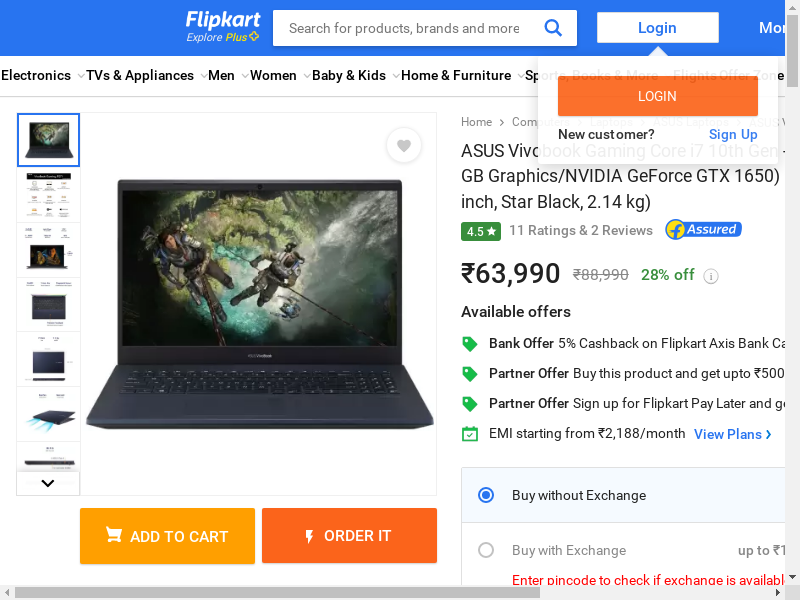 Flipkart
Explore Plus
Search for products, brands and more
Login
Electronics
TVs & Appliances
Men
Women
Baby & Kids
Home & Furniture
Sports, Books & More
Flights
Offer Zone
LOGIN
New customer?
Sign Up
Home
ASUS Vivobook Gaming Core i7 10th Gen -
GB Graphics/NVIDIA GeForce GTX 1650)
inch, Star Black, 2.14 kg)
4.5
11 Ratings & 2 Reviews
Assured
₹63,990
₹88,990
28% off
Available offers
Bank Offer 5% Cashback on Flipkart Axis Bank
Partner Offer Buy this product and get upto ₹500
Partner Offer Sign up for Flipkart Pay Later and
EMI starting from ₹2,188/month
View Plans
Buy without Exchange
Buy with Exchange
up to
Enter pincode to check if exchange is
ADD TO CART
ORDER IT